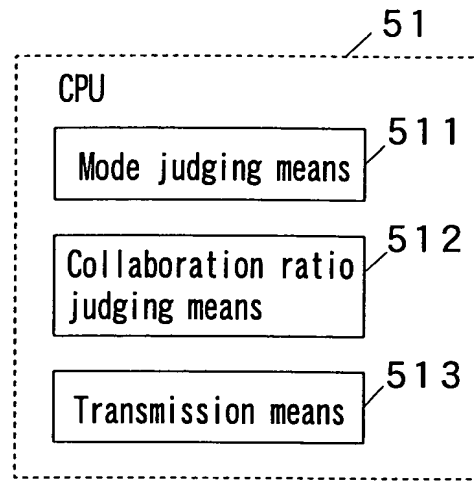 51
CPU
511
Mode judging means
512
Collaboration ratio
judging means
513
Transmission means